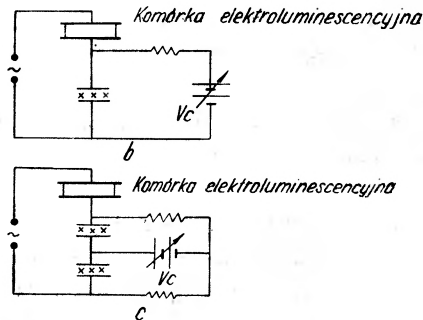 Komórka elektroluminescencyjna
~
x x x
Vc
b
Komórka elektroluminescencyjna
x x
~
Vc
x x
c